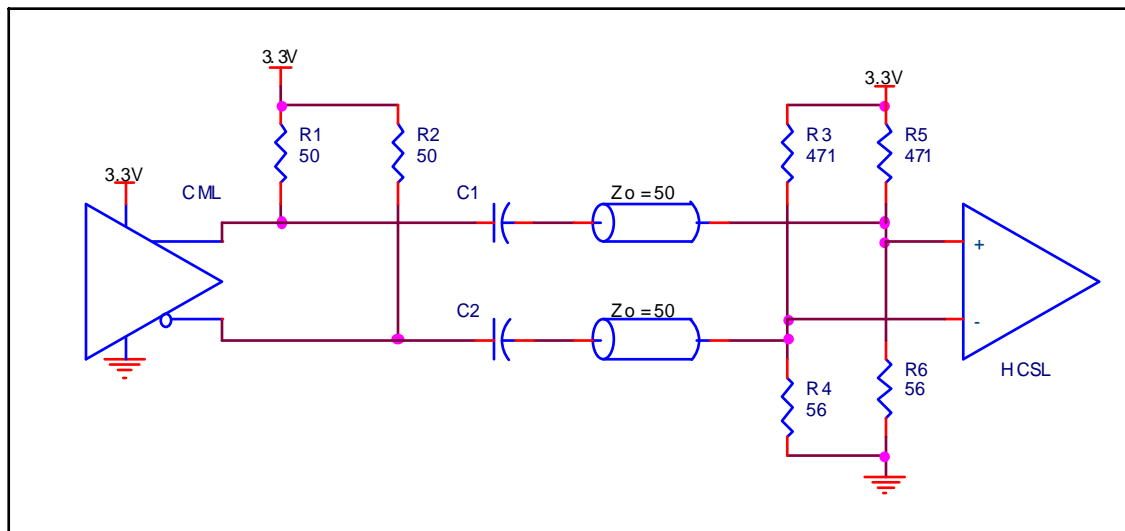 3.3V
R1
50
R2
50
3.3V
CML
C1
Zo=50
C2
Zo=50
3.3V
R3
471
R5
471
+
-
HCSL
R4
56
R6
56